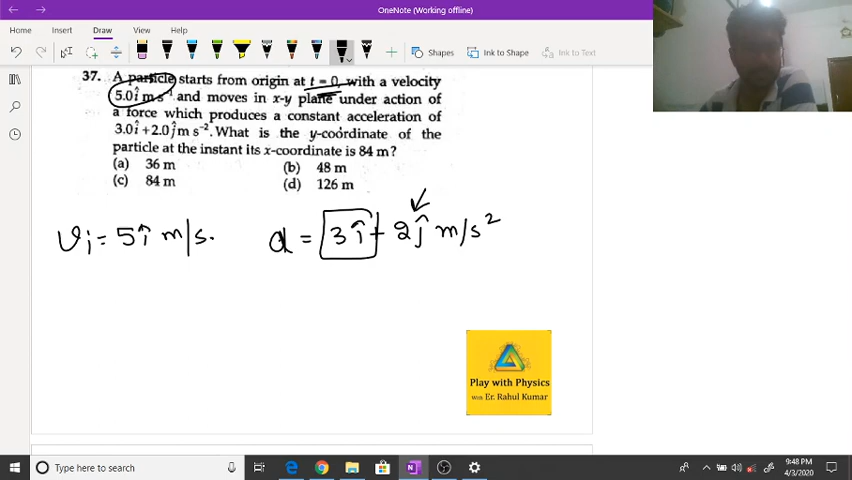 OneNote (Working offline)
Home Insert Draw History View Help
Shapes Ink to Shape Ink to Text
37. A particle starts from origin at t = 0, with a velocity
5.0î m s⁻¹ and moves in x-y plane under action of
a force which produces a constant acceleration of
3.0î+2.0ĵ m s⁻². What is the y-coordinate of the
particle at the instant its x-coordinate is 84 m?
(a) 36 m (b) 48 m
(c) 84 m (d) 126 m
vᵢ = 5î m/s. a = 3î + 2ĵ m/s²
Play with Physics
with Er. Rahul Kumar
Type here to search
9:48 PM
4/3/2020